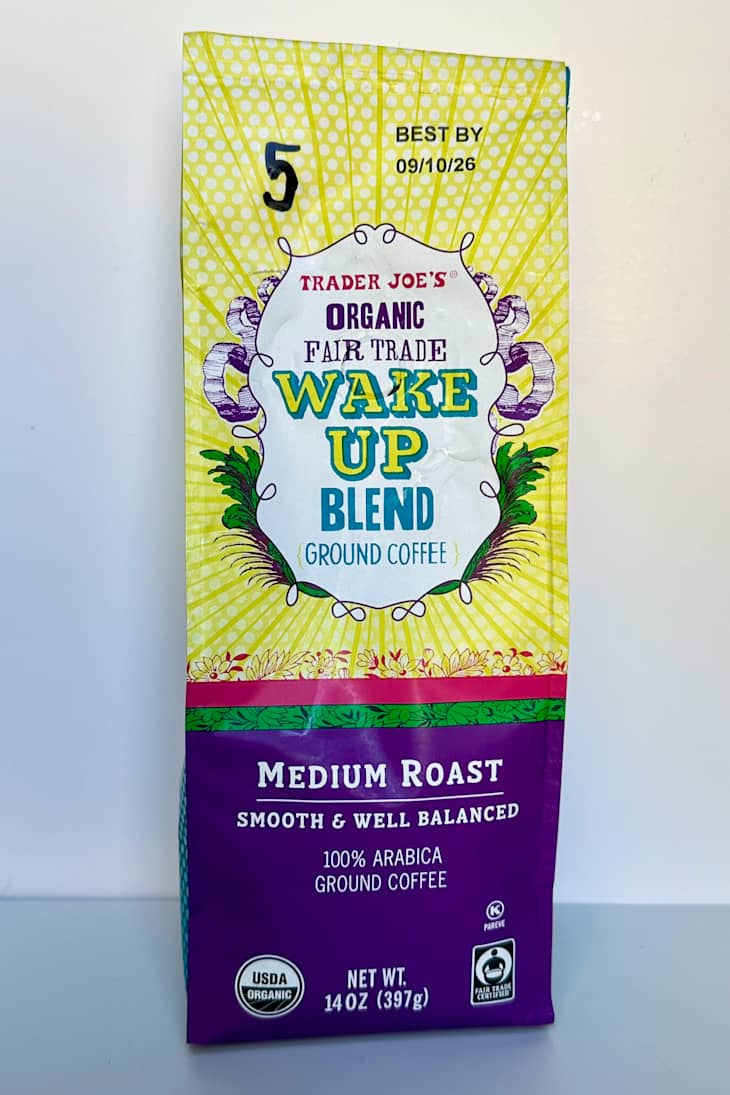 5
BEST BY
09/10/26
TRADER JOE'S®
ORGANIC
FAIR TRADE
WAKE
UP
BLEND
{GROUND COFFEE}
MEDIUM ROAST
SMOOTH & WELL BALANCED
100% ARABICA
GROUND COFFEE
K
PAREVE
USDA
ORGANIC
NET WT.
14 OZ (397g)
FAIR TRADE
CERTIFIED